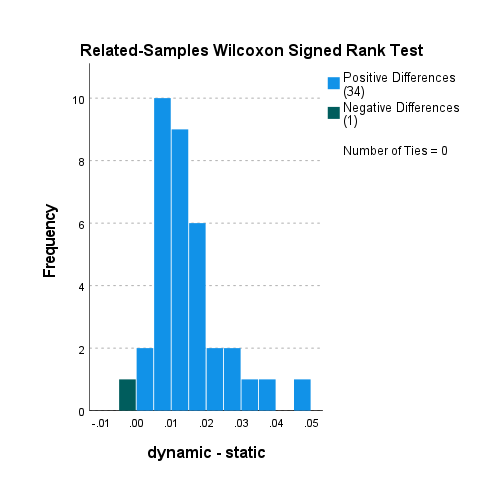 Related-Samples Wilcoxon Signed Rank Test
Positive Differences
(34)
Negative Differences
(1)
Number of Ties = 0
10
8
6
4
2
0
Frequency
-.01 .00 .01 .02 .03 .04 .05
dynamic - static